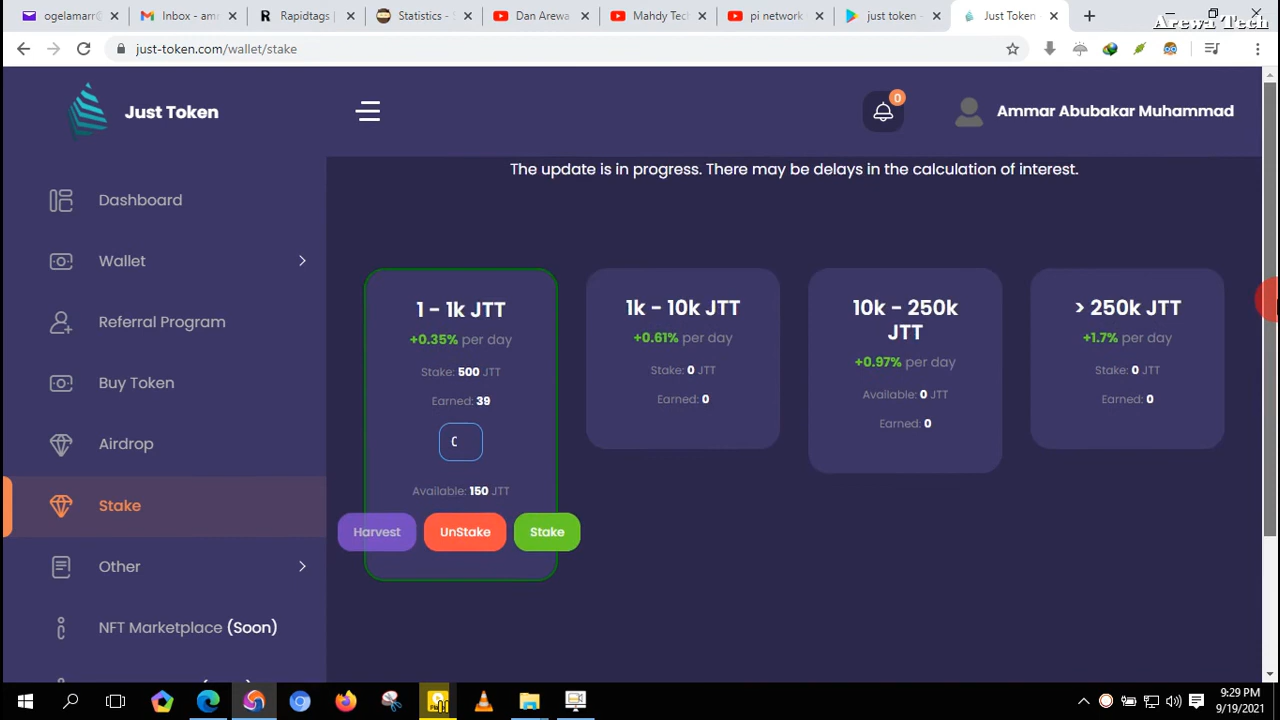 ogelamarr@
Inbox - amr
Rapidtags |
Statistics - S
Dan Arewa
Mahdy Tech
pi network
just token -
Just Token
Arewa Tech
just-token.com/wallet/stake
Just Token
0
Ammar Abubakar Muhammad
The update is in progress. There may be delays in the calculation of interest.
Dashboard
Wallet
Referral Program
Buy Token
Airdrop
Stake
Other
NFT Marketplace (Soon)
1 - 1k JTT
+0.35% per day
Stake: 500 JTT
Earned: 39
Available: 150 JTT
Harvest
UnStake
Stake
1k - 10k JTT
+0.61% per day
Stake: 0 JTT
Earned: 0
10k - 250k
JTT
+0.97% per day
Available: 0 JTT
Earned: 0
> 250k JTT
+1.7% per day
Stake: 0 JTT
Earned: 0
9:29 PM
9/19/2021